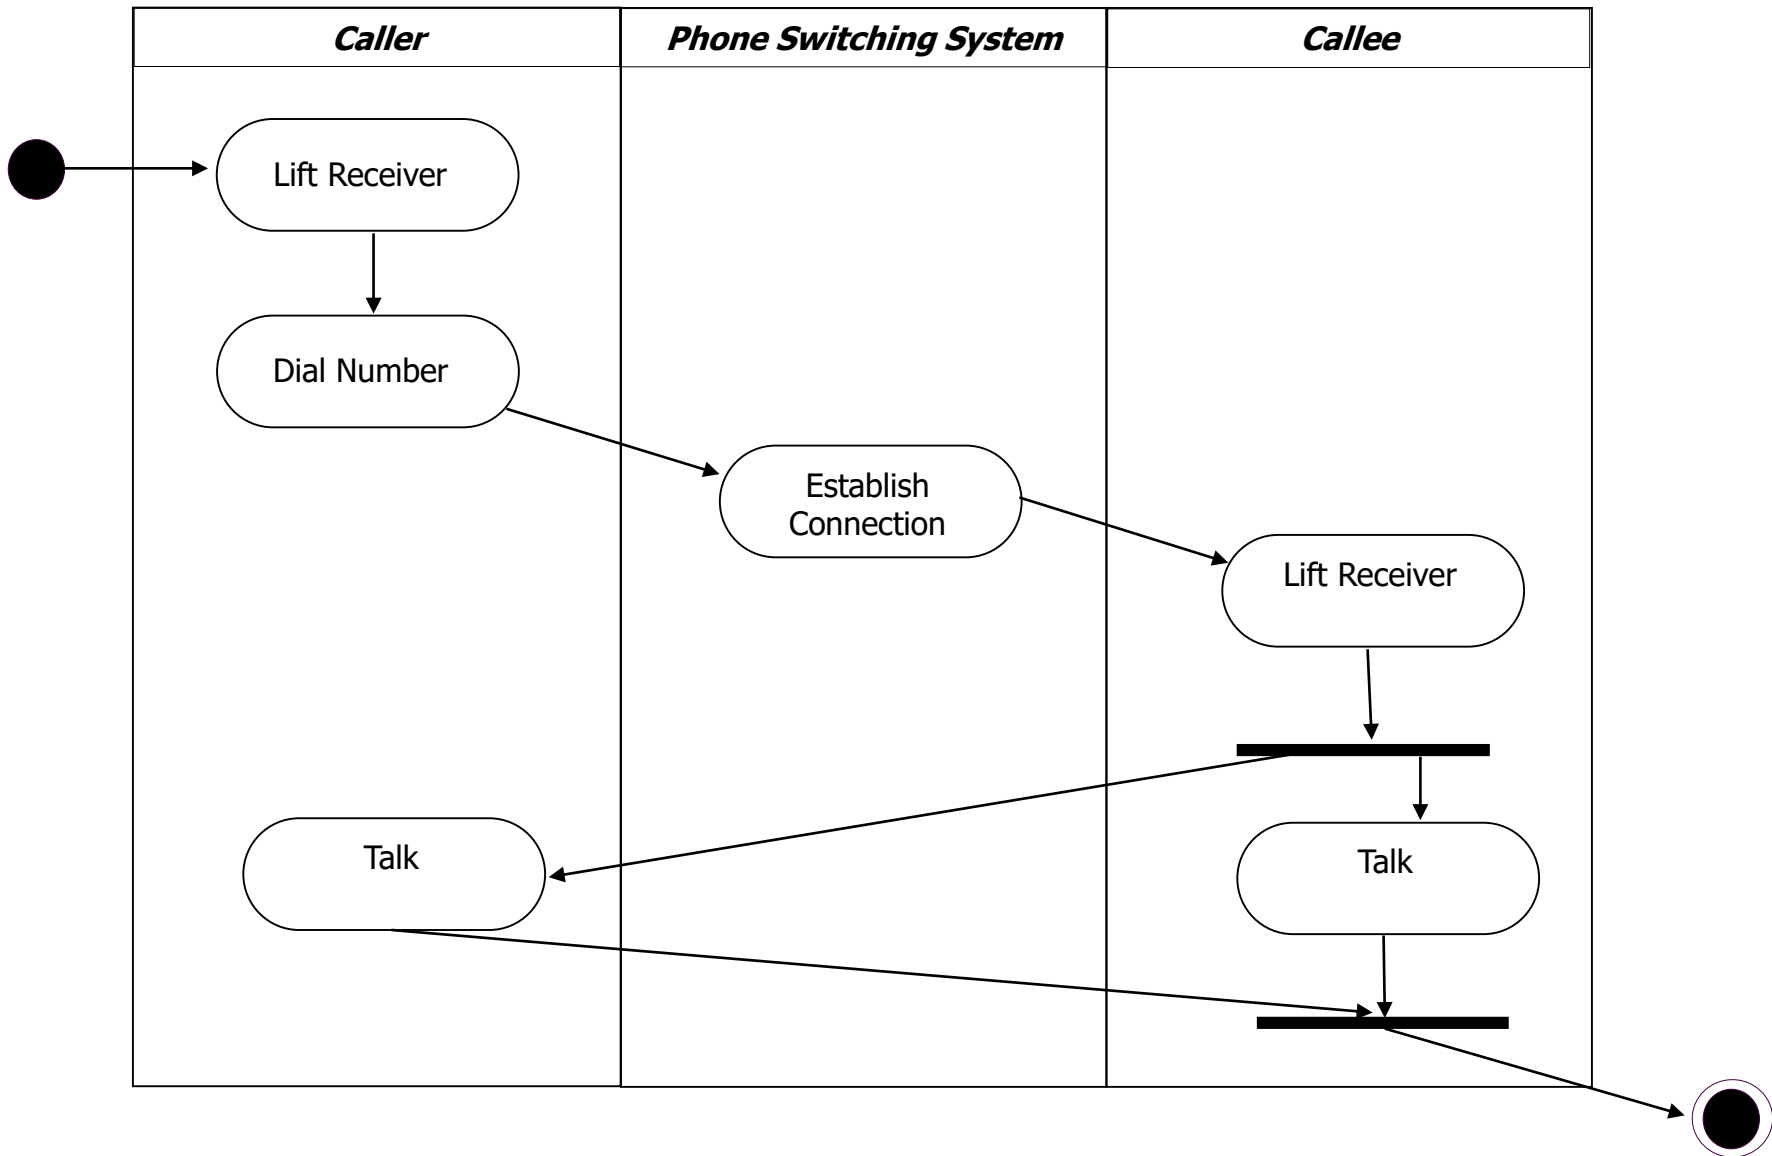 Caller
Phone Switching System
Callee
Lift Receiver
Dial Number
Establish
Connection
Lift Receiver
Talk
Talk